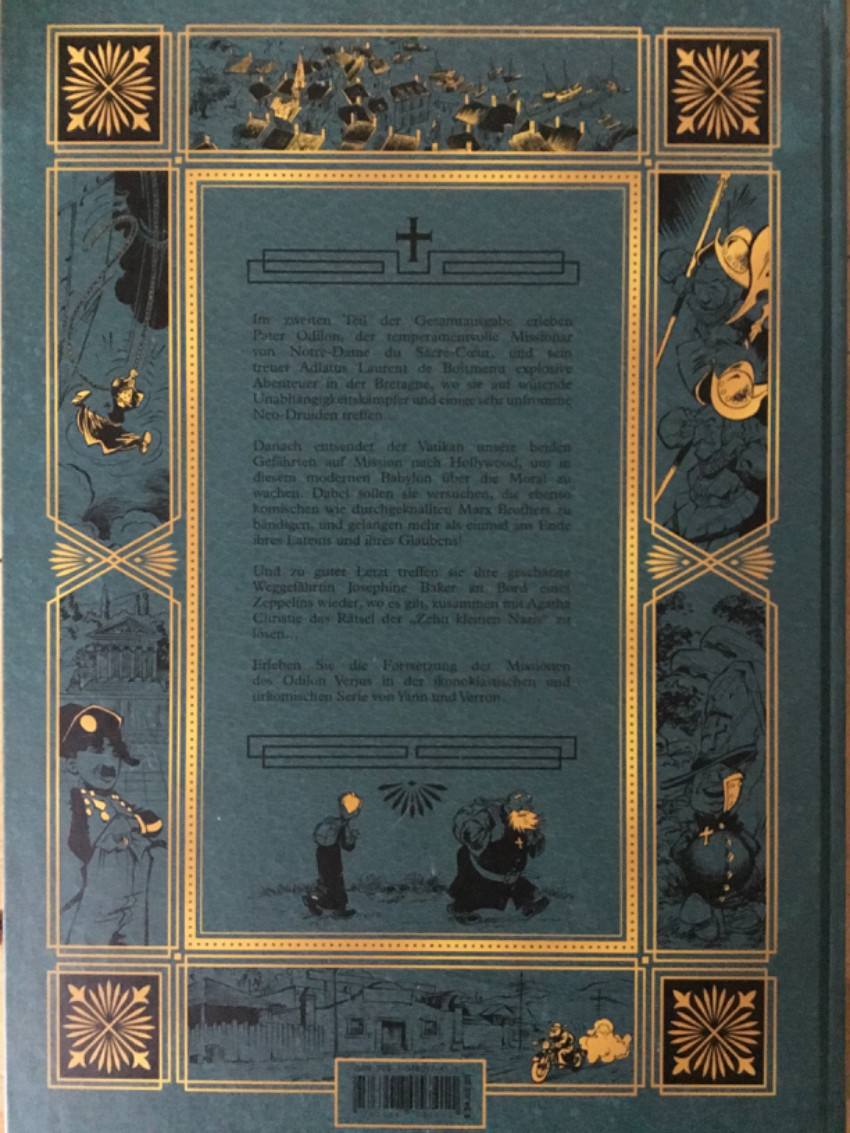 Im zweiten Teil der Gesamtausgabe erleben
Pater Odilon, der temperamentvolle Missionar
von Notre-Dame du Sacré-Cœur, und sein
treuer Adlatus Laurent de Boismenu explosive
Abenteuer in der Bretagne, wo sie auf wütende
Unabhängigkeitskämpfer und einige sehr unfromme
Neo-Druiden treffen...
Danach entsendet der Vatikan unsere beiden
Gefährten auf Mission nach Hollywood, um in
diesem modernen Babylon über die Moral zu
wachen. Dabei sollen sie versuchen, die ebenso
komischen wie durchgeknallten Marx Brothers zu
bändigen, und gelangen mehr als einmal ans Ende
ihres Lateins und ihres Glaubens!
Und zu guter Letzt treffen sie ihre geschätzte
Weggefährtin Josephine Baker an Bord eines
Zeppelins wieder, wo es gilt, zusammen mit Agatha
Christie das Rätsel der „Zehn kleinen Nazis“ zu
lösen...
Erleben Sie die Fortsetzung der Missionen
des Odilon Verjus in der ikonoklastischen und
urkomischen Serie von Yann und Verron